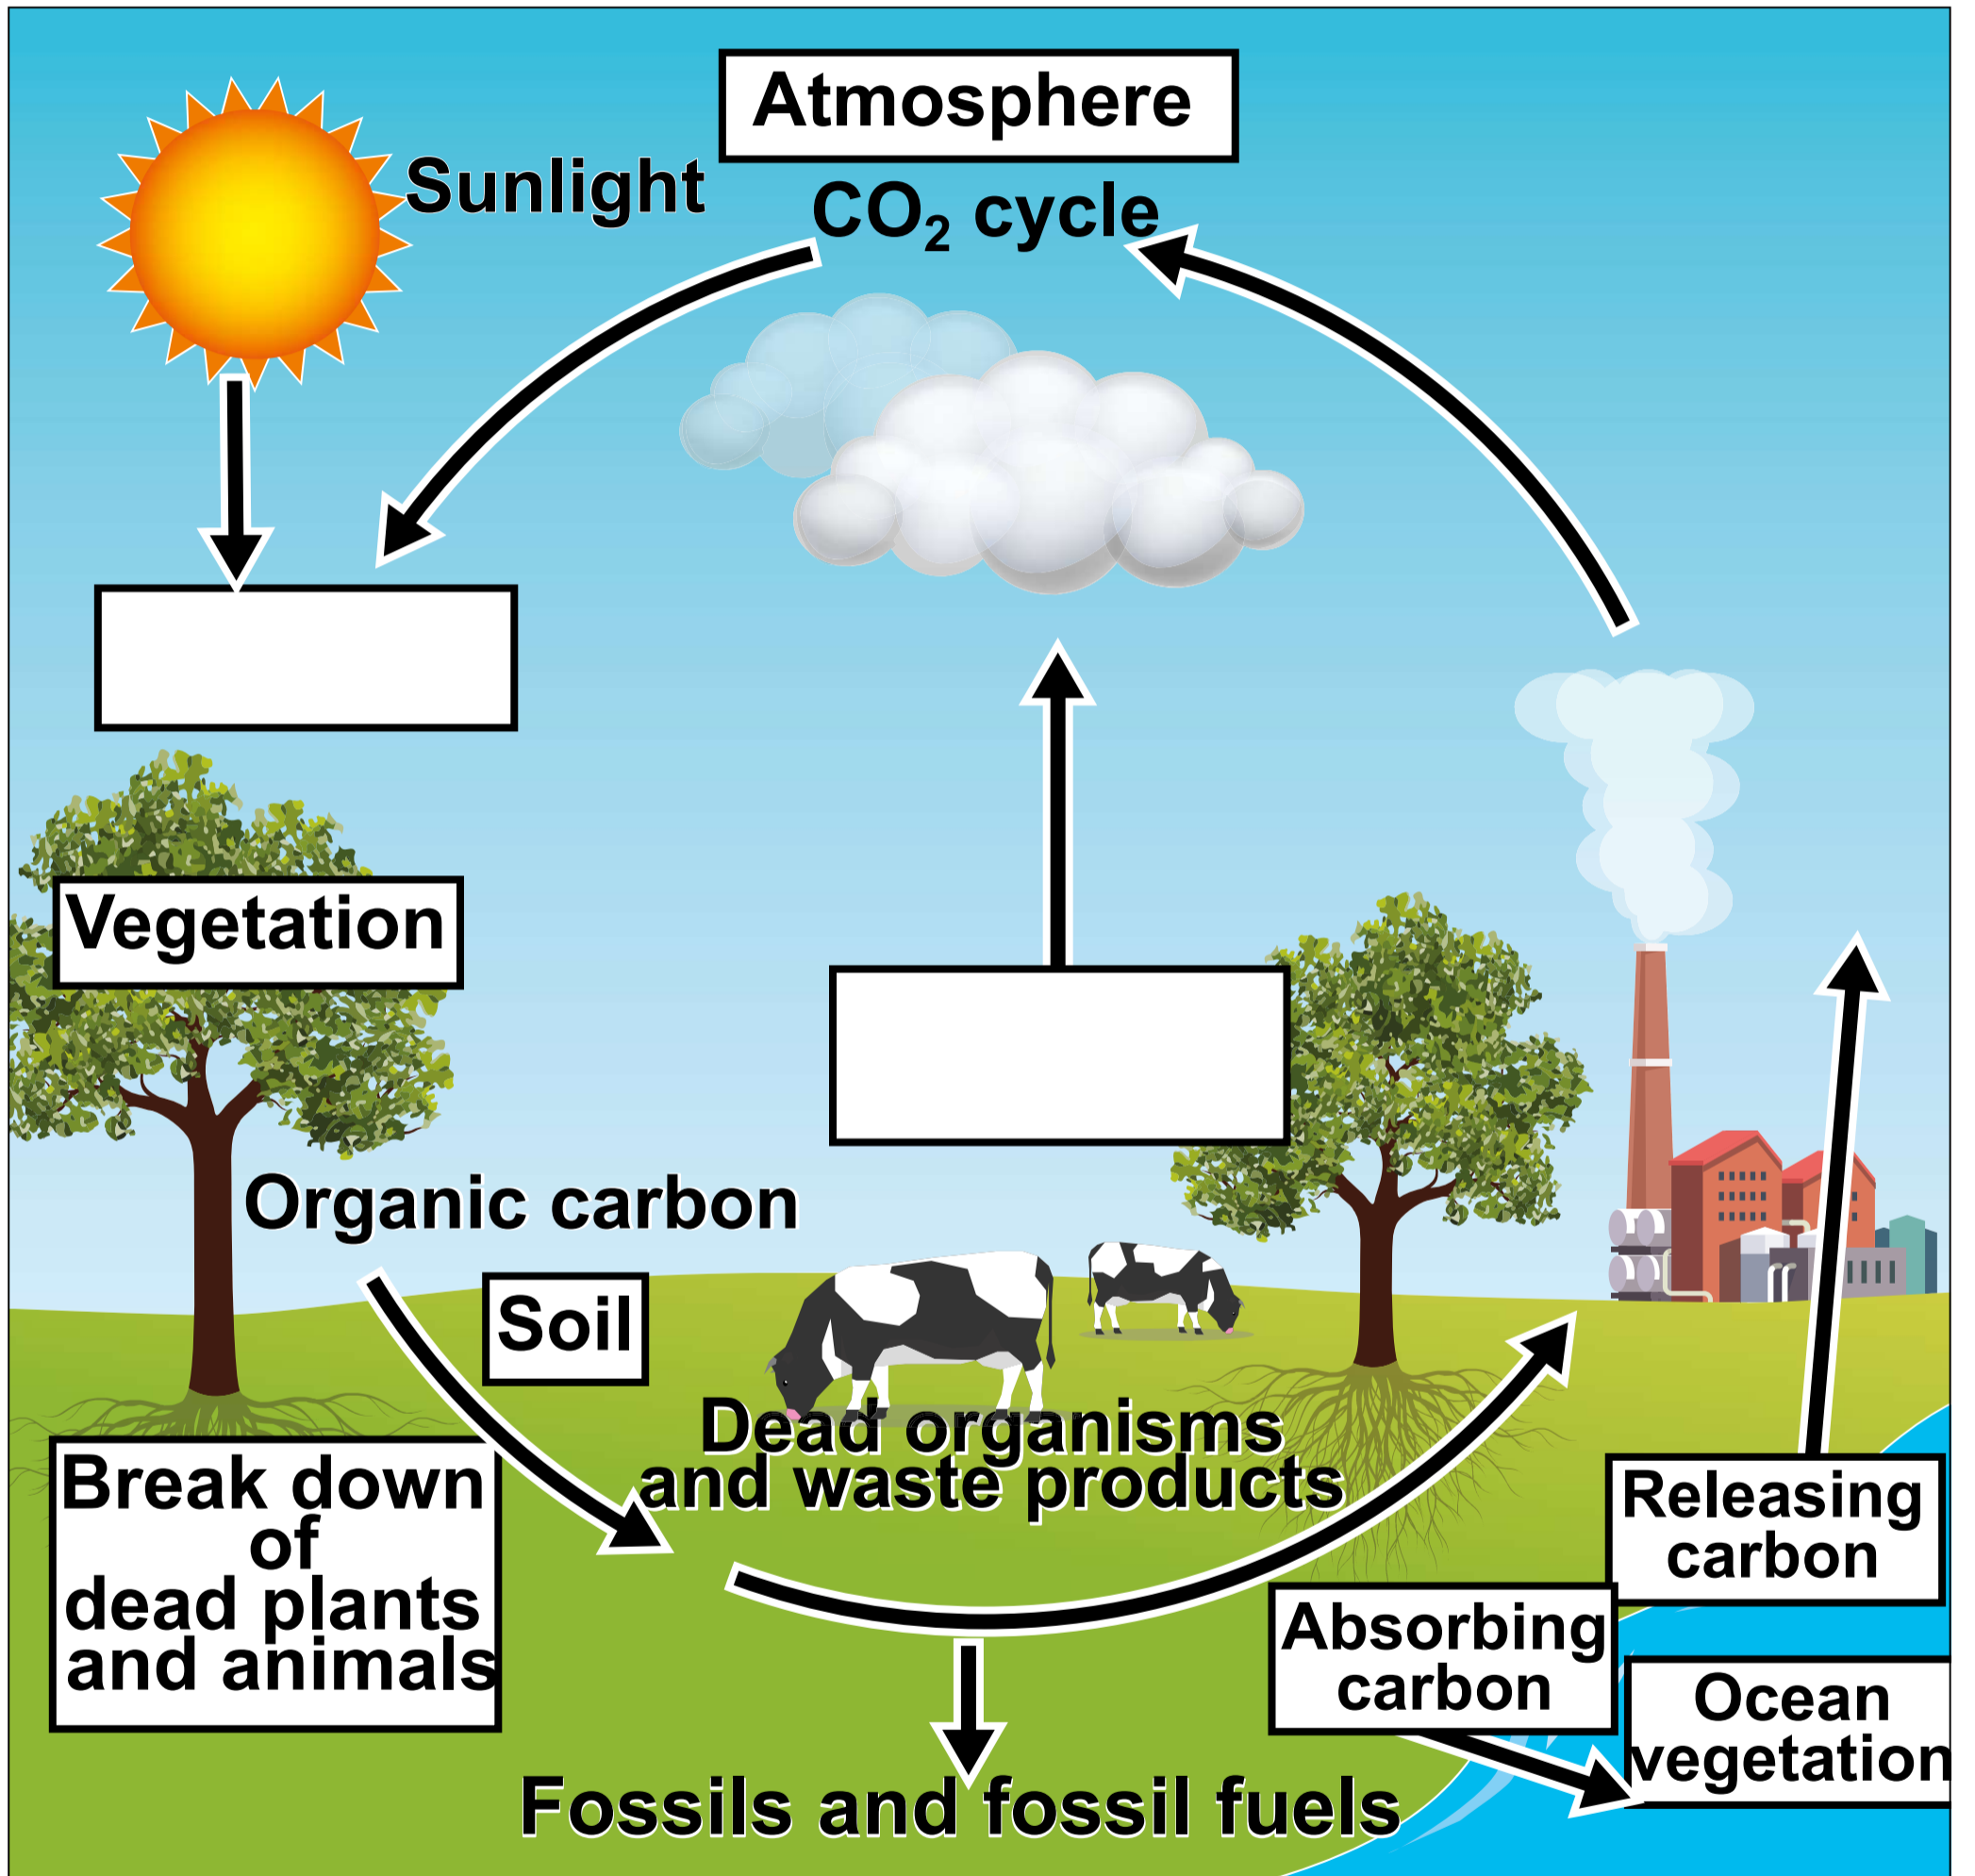 Atmosphere
Sunlight
CO₂ cycle
Vegetation
Organic carbon
Soil
Dead organisms
and waste products
Break down
of
dead plants
and animals
Releasing
carbon
Absorbing
carbon
Ocean
vegetation
Fossils and fossil fuels